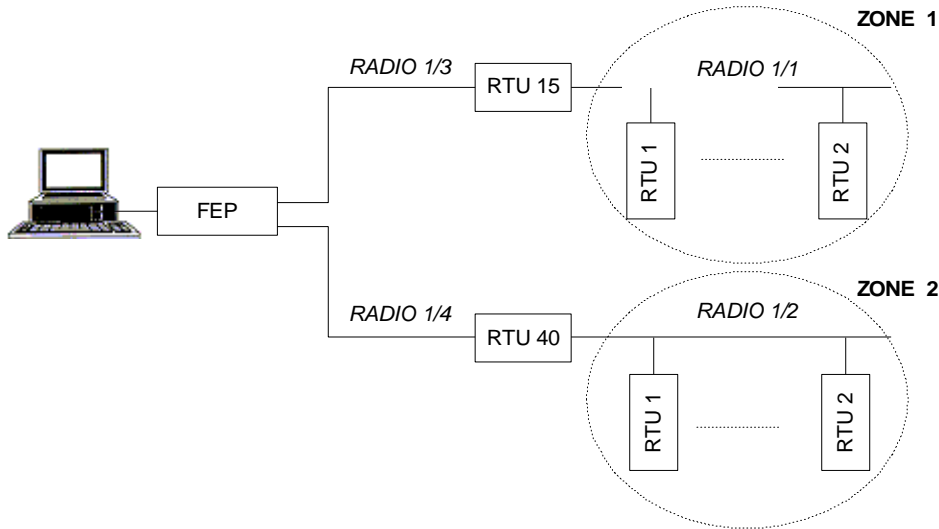 ZONE 1
RADIO 1/3
RTU 15
RADIO 1/1
RTU 1
RTU 2
FEP
ZONE 2
RADIO 1/4
RTU 40
RADIO 1/2
RTU 1
RTU 2